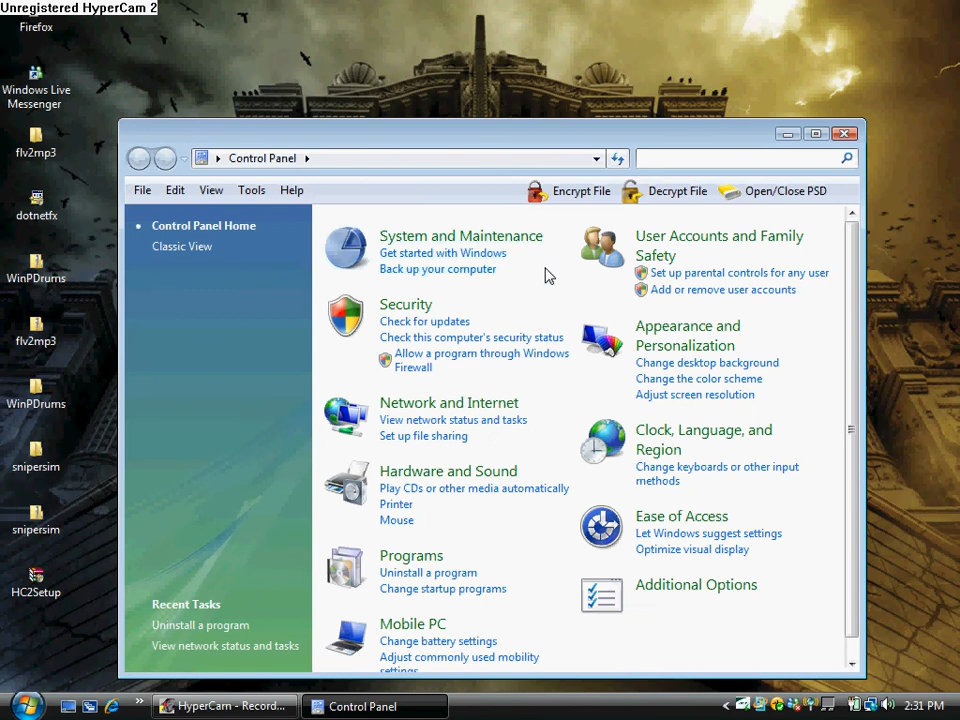 Unregistered HyperCam 2
Firefox
Windows Live
Messenger
flv2mp3
dotnetfx
WinPDrums
flv2mp3
WinPDrums
snipersim
snipersim
HC2Setup
Control Panel
File Edit View Tools Help
Encrypt File Decrypt File Open/Close PSD
Control Panel Home
Classic View
Recent Tasks
Uninstall a program
View network status and tasks
System and Maintenance
Get started with Windows
Back up your computer
Security
Check for updates
Check this computer's security status
Allow a program through Windows
Firewall
Network and Internet
View network status and tasks
Set up file sharing
Hardware and Sound
Play CDs or other media automatically
Printer
Mouse
Programs
Uninstall a program
Change startup programs
Mobile PC
Change battery settings
Adjust commonly used mobility
settings
User Accounts and Family
Safety
Set up parental controls for any user
Add or remove user accounts
Appearance and
Personalization
Change desktop background
Change the color scheme
Adjust screen resolution
Clock, Language, and
Region
Change keyboards or other input
methods
Ease of Access
Let Windows suggest settings
Optimize visual display
Additional Options
HyperCam - Record...
Control Panel
2:31 PM